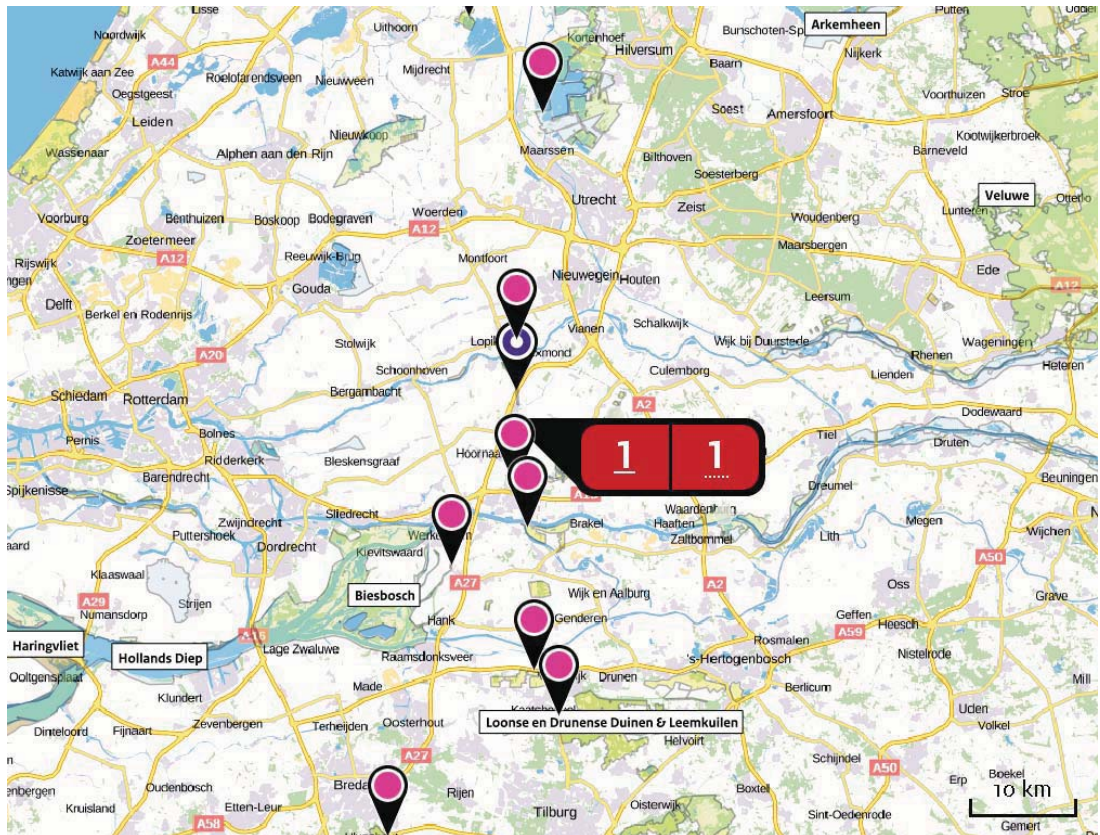 Lisse
Uithoorn
Kortenhoef
Arkemheen
Putten
Noordwijk
Hilversum
Bunschoten-Sp
Nijkerk
A44
Roelofarendsveen
Mijdrecht
Baarn
Katwijk aan Zee
Nieuwveen
Voorthuizen
Stroe
Oegstgeest
Leiden
Soest
Amersfoort
Nieuwkoop
Kootwijkerbroek
Wassenaar
Alphen aan den Rijn
Maarssen
Bilthoven
Barneveld
Soesterberg
Veluwe
Voorburg
Benthuizen
Boskoop
Bodegraven
Woerden
Utrecht
Zeist
Woudenberg
Lunteren
Otterlo
Zoetermeer
A12
Maarsbergen
Rijswijk
A12
Reeuwijk-Brug
Montfoort
Nieuwegein
Houten
Ede
Gouda
A12
Delft
Leersum
Berkel en Rodenrijs
Stolwijk
Lopik
xmond
Vianen
Schalkwijk
Wijk bij Duurstede
Wageningen
A20
Rhenen
Heteren
Schoonhoven
Culemborg
Lienden
Schiedam
Rotterdam
Bergambacht
A2
Dodewaard
Pernis
Bolnes
Tiel
Druten
Ridderkerk
Bleskensgraaf
Hoornaa
1
1
Barendrecht
Beuningen
Spijkenisse
Dreumel
Zwijndrecht
Sliedrecht
Waardenburg
Megen
Puttershoek
Dordrecht
Brakel
Haaften
Lith
Wijchen
Zaltbommel
Kievitswaard
Klaaswaal
A50
A29
Strijen
Biesbosch
A27
A2
Oss
Numansdorp
Wijk en Aalburg
Grave
Hank
Genderen
Geffen
Heesch
A59
Haringvliet
Hollands Diep
Lage Zwaluwe
Raamsdonksveer
Rosmalen
's-Hertogenbosch
Nistelrode
Ooltgensplaat
Made
Drunen
Mill
Klundert
Berlicum
Uden
Zevenbergen
Terheijden
Oosterhout
Loonse en Drunense Duinen & Leemkuilen
Volkel
Dinteloord
Fijnaart
Helvoirt
A27
Schijndel
A50
Oudenbosch
Breda
Rijen
Boxtel
Erp
Boekel
10 km
Kruisland
Etten-Leur
Tilburg
Oisterwijk
A58
Sint-Oedenrode
Gemert